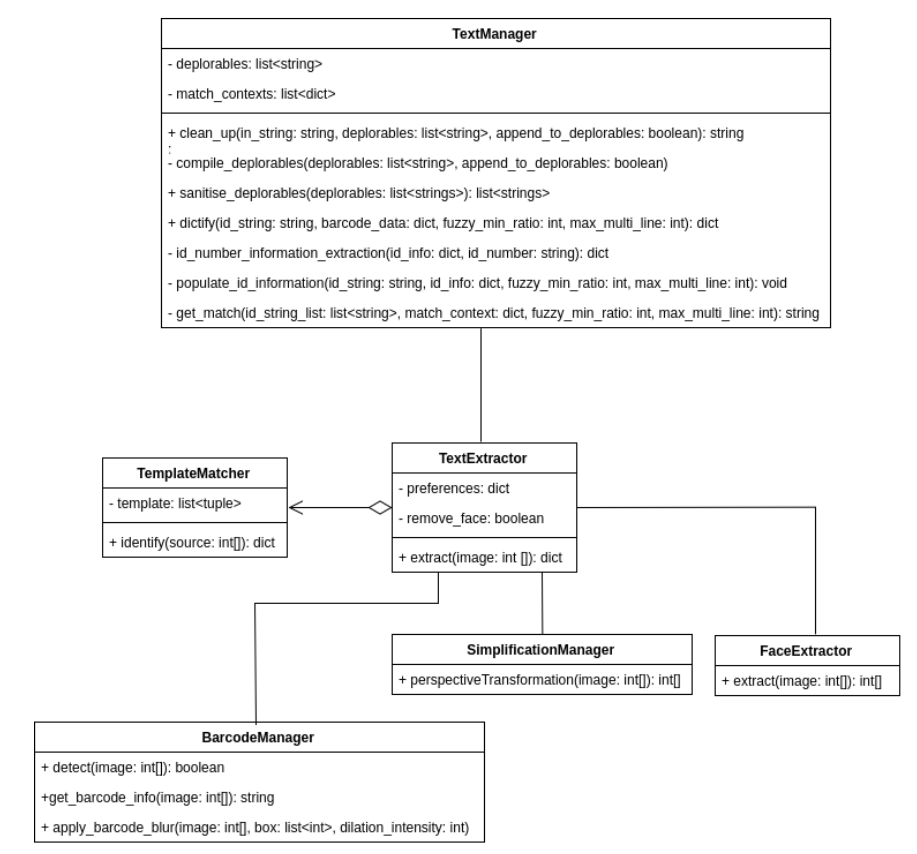 TextManager
- deplorables: list<string>
- match_contexts: list<dict>
+ clean_up(in_string: string, deplorables: list<string>, append_to_deplorables: boolean): string
:
- compile_deplorables(deplorables: list<string>, append_to_deplorables: boolean)
+ sanitise_deplorables(deplorables: list<strings>): list<strings>
+ dictify(id_string: string, barcode_data: dict, fuzzy_min_ratio: int, max_multi_line: int): dict
- id_number_information_extraction(id_info: dict, id_number: string): dict
- populate_id_information(id_string: string, id_info: dict, fuzzy_min_ratio: int, max_multi_line: int): void
- get_match(id_string_list: list<string>, match_context: dict, fuzzy_min_ratio: int, max_multi_line: int): string
TemplateMatcher
- template: list<tuple>
+ identify(source: int[]): dict
TextExtractor
- preferences: dict
- remove_face: boolean
+ extract(image: int []): dict
SimplificationManager
+ perspectiveTransformation(image: int[]): int[]
FaceExtractor
+ extract(image: int[]): int[]
BarcodeManager
+ detect(image: int[]): boolean
+get_barcode_info(image: int[]): string
+ apply_barcode_blur(image: int[], box: list<int>, dilation_intensity: int)